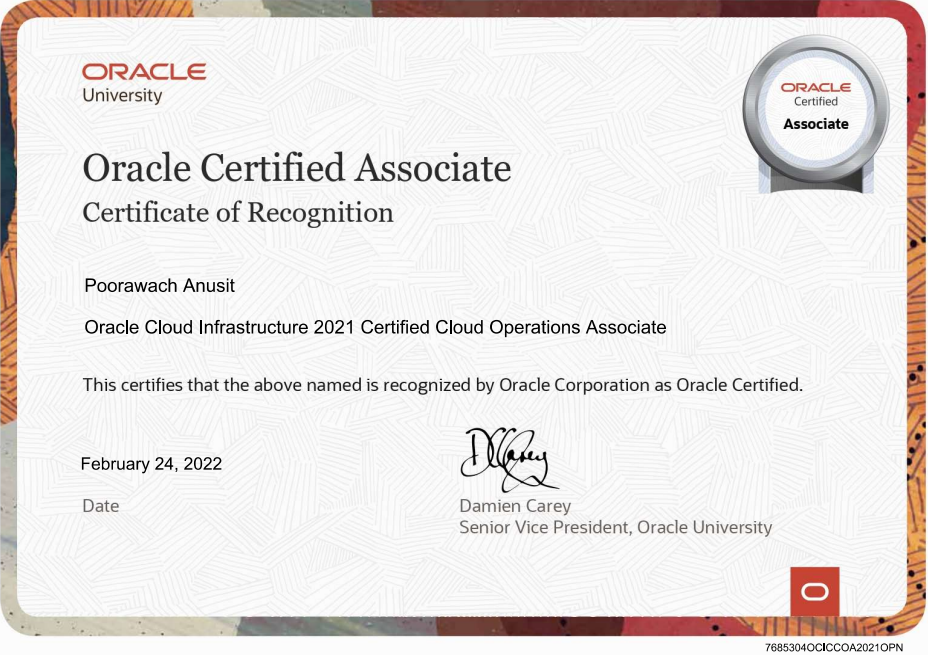 ORACLE
University
ORACLE
Certified
Associate
Oracle Certified Associate
Certificate of Recognition
Poorawach Anusit
Oracle Cloud Infrastructure 2021 Certified Cloud Operations Associate
This certifies that the above named is recognized by Oracle Corporation as Oracle Certified.
DCarey
February 24, 2022
Date
Damien Carey
Senior Vice President, Oracle University
7685304OCICCOA2021OPN